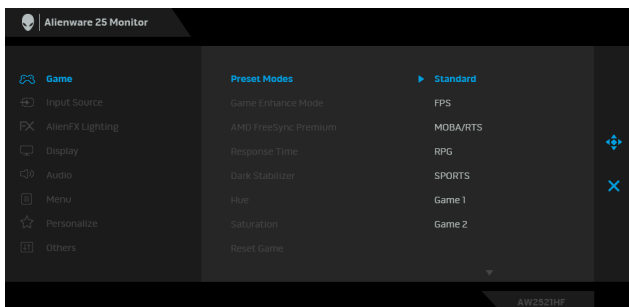 Alienware 25 Monitor
Game
Preset Modes
Standard
Input Source
Game Enhance Mode
FPS
AlienFX Lighting
AMD FreeSync Premium
MOBA/RTS
Display
Response Time
RPG
Audio
Dark Stabilizer
SPORTS
Menu
Hue
Game 1
Personalize
Saturation
Game 2
Others
Reset Game
AW2521HF